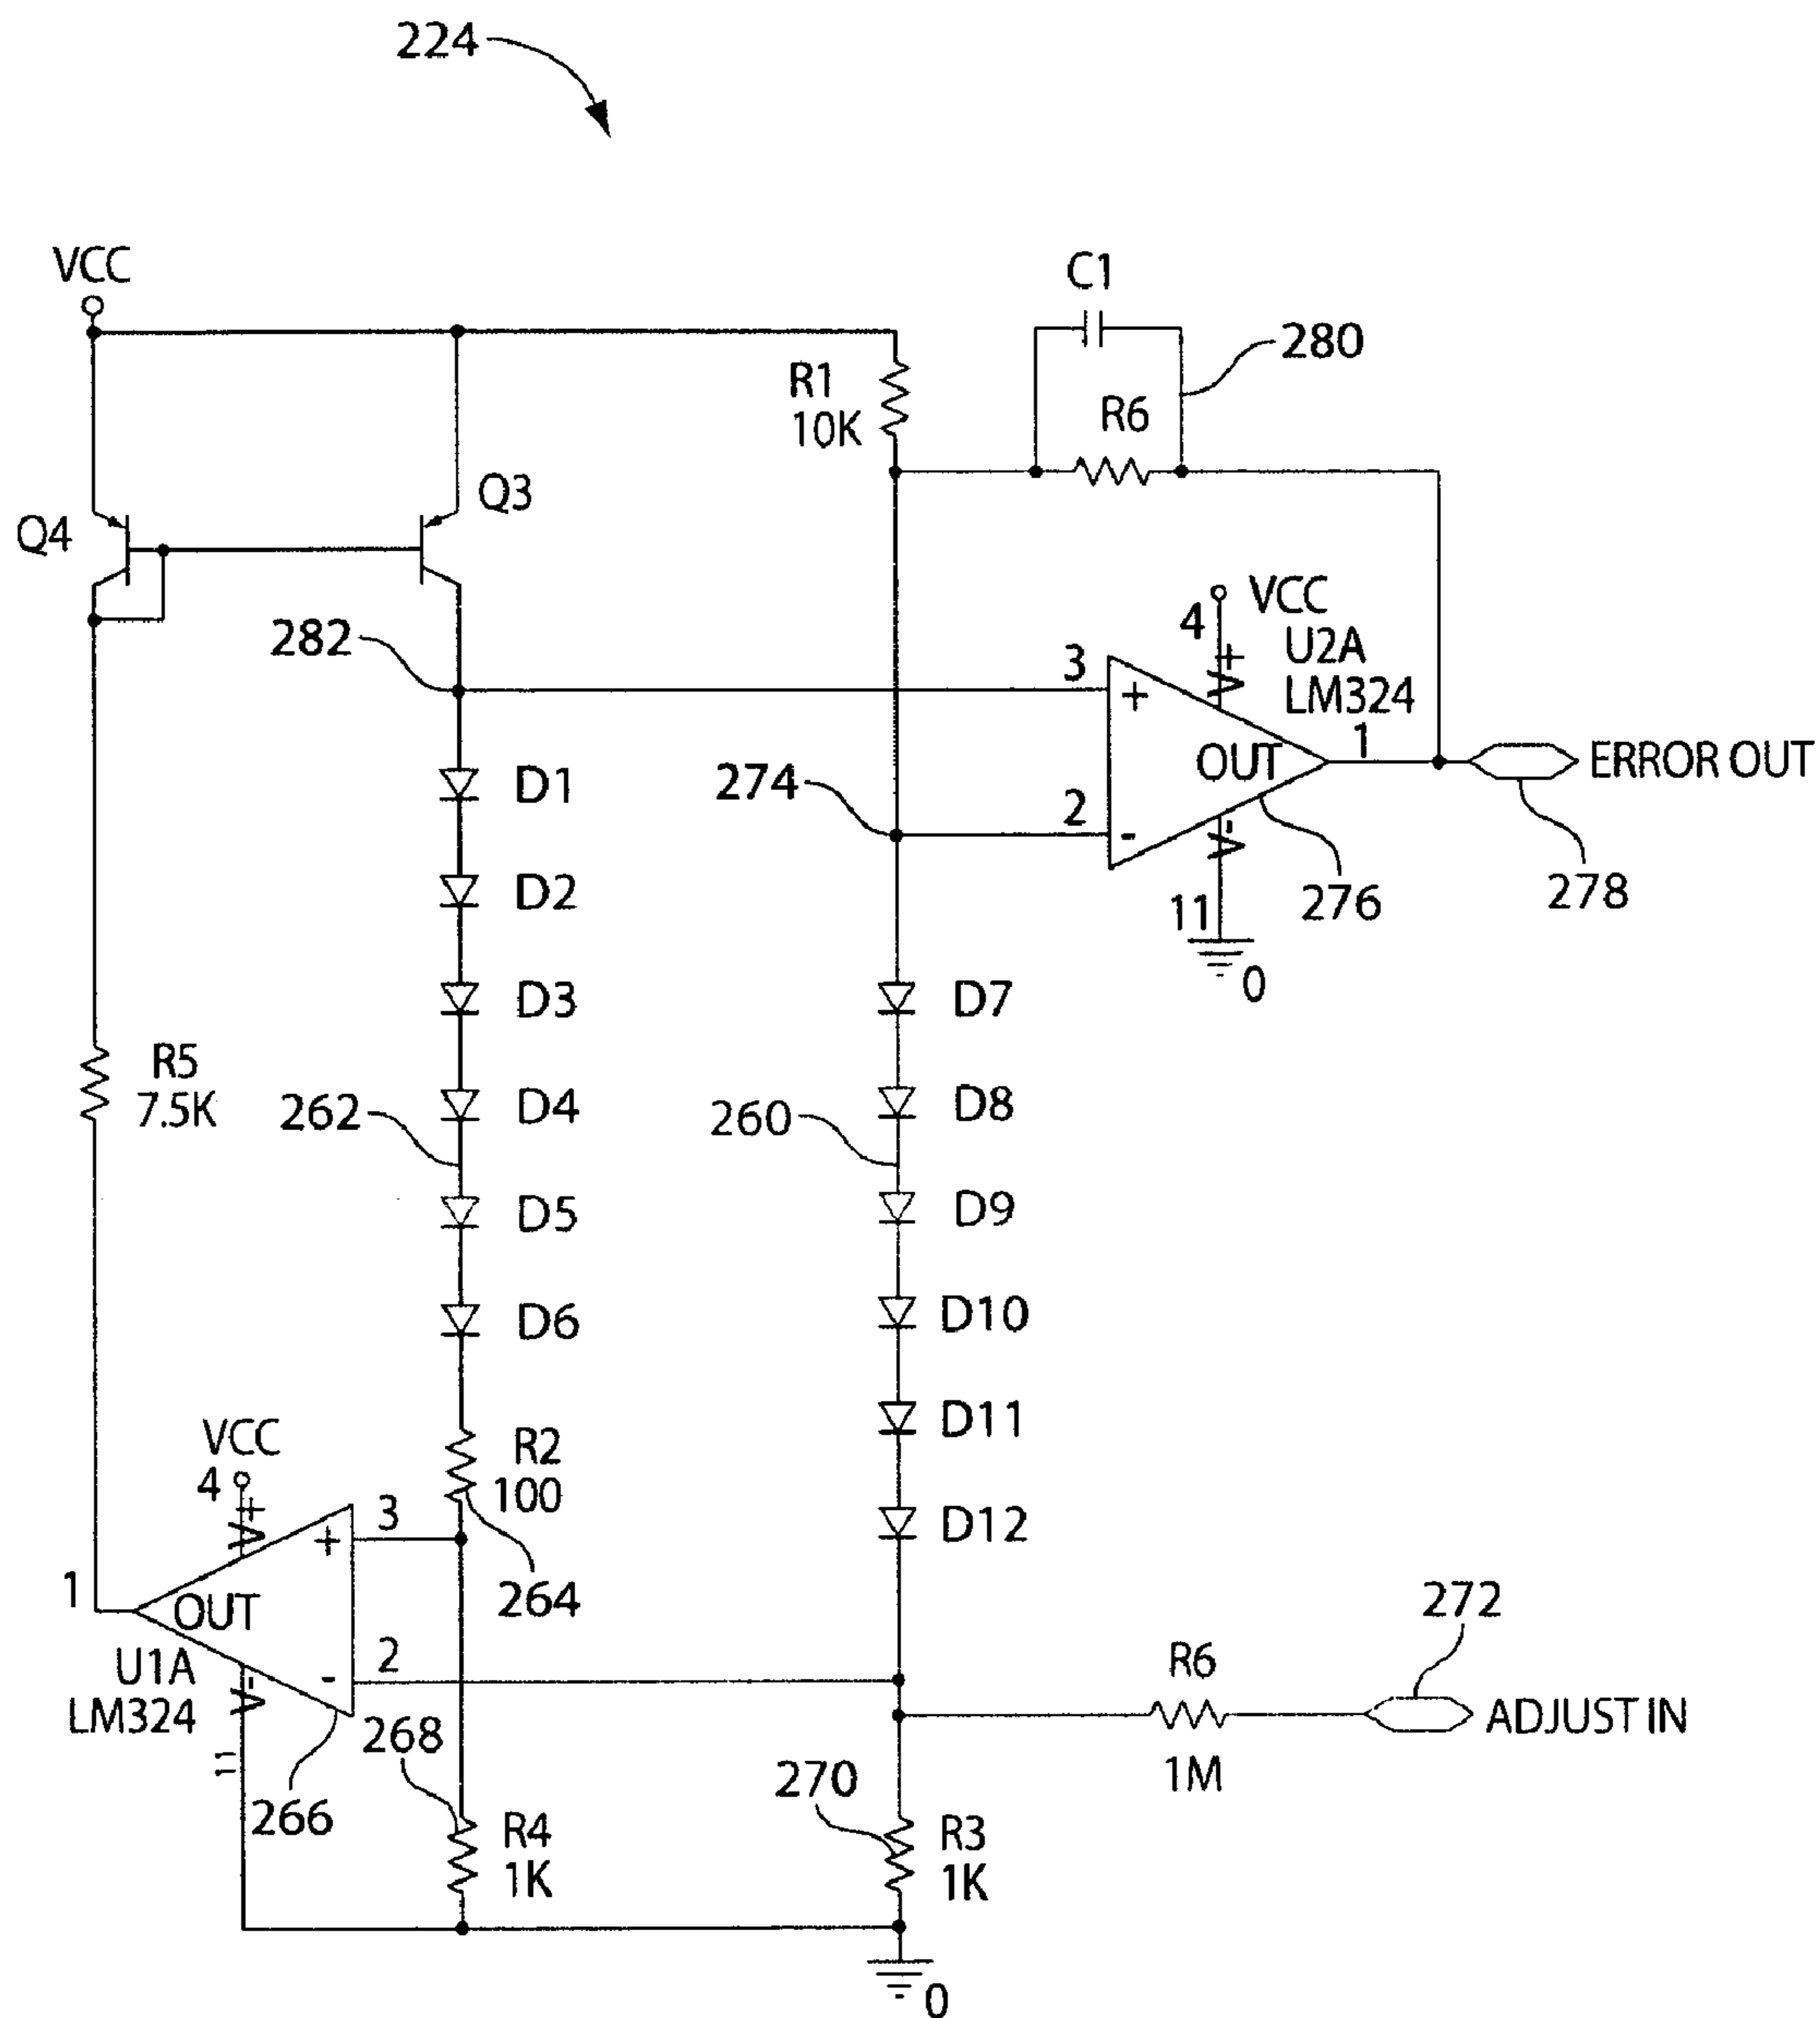 224
VCC
C1
280
R1
10K
R6
Q3
Q4
VCC
4
V+
U2A
LM324
282
3
+
OUT
1
ERROR OUT
D1
274
2
-
V-
11
276
278
0
D2
D3
D7
R5
7.5K
262
D4
260
D8
D5
D9
D6
D10
D11
VCC
4
V+
R2
100
D12
3
+
264
1
OUT
272
U1A
LM324
2
-
V-
R6
ADJUST IN
1M
268
11
270
266
R4
1K
R3
1K
0